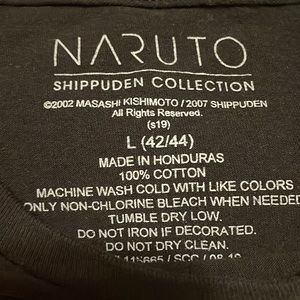 NARUTO
SHIPPUDEN COLLECTION
©2002 MASASHI KISHIMOTO / 2007 SHIPPUDEN
All Rights Reserved.
(s19)
L (42/44)
MADE IN HONDURAS
100% COTTON
MACHINE WASH COLD WITH LIKE COLORS
ONLY NON-CHLORINE BLEACH WHEN NEEDED
TUMBLE DRY LOW.
DO NOT IRON IF DECORATED.
DO NOT DRY CLEAN.
/ SCC /